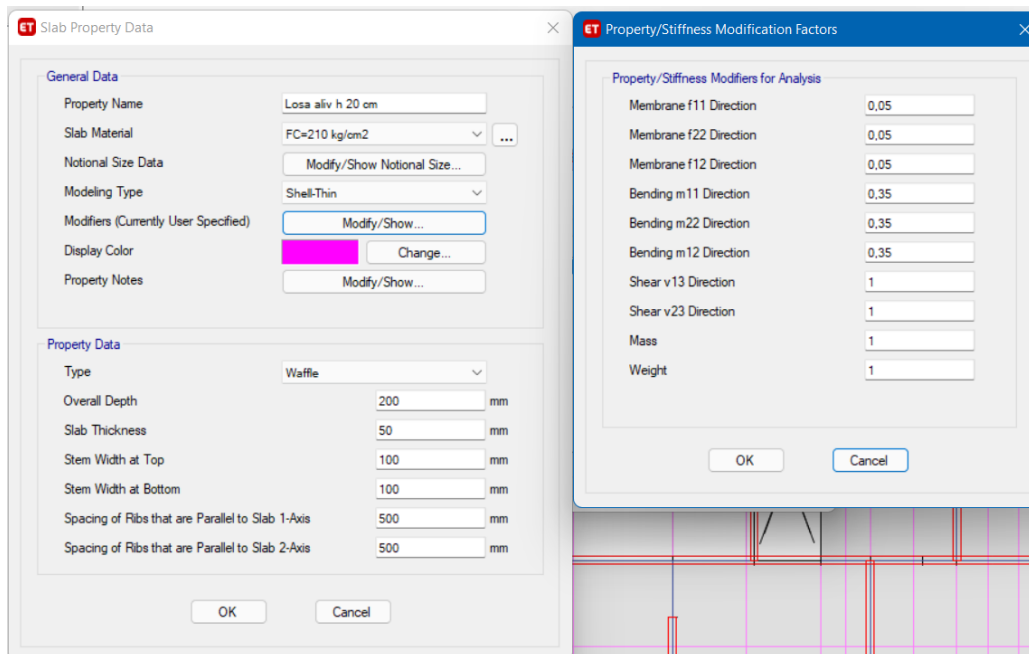 ET Slab Property Data
General Data
Property Name Losa aliv h 20 cm
Slab Material FC=210 kg/cm2 ...
Notional Size Data Modify/Show Notional Size...
Modeling Type Shell-Thin
Modifiers (Currently User Specified) Modify/Show...
Display Color Change...
Property Notes Modify/Show...
Property Data
Type Waffle
Overall Depth 200 mm
Slab Thickness 50 mm
Stem Width at Top 100 mm
Stem Width at Bottom 100 mm
Spacing of Ribs that are Parallel to Slab 1-Axis 500 mm
Spacing of Ribs that are Parallel to Slab 2-Axis 500 mm
OK Cancel
ET Property/Stiffness Modification Factors
Property/Stiffness Modifiers for Analysis
Membrane f11 Direction 0,05
Membrane f22 Direction 0,05
Membrane f12 Direction 0,05
Bending m11 Direction 0,35
Bending m22 Direction 0,35
Bending m12 Direction 0,35
Shear v13 Direction 1
Shear v23 Direction 1
Mass 1
Weight 1
OK Cancel